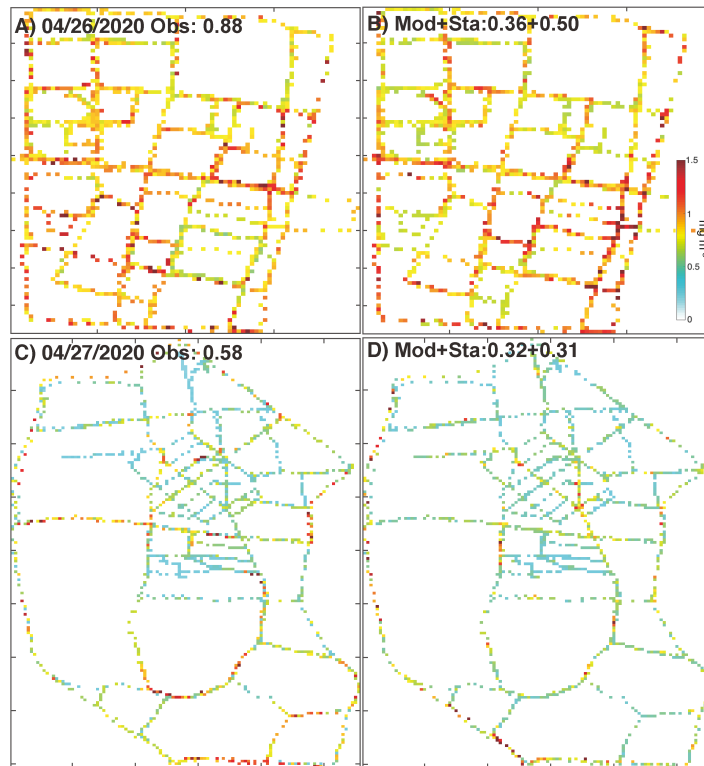 A) 04/26/2020 Obs: 0.88
B) Mod+Sta:0.36+0.50
1.5
1
0.5
0
C) 04/27/2020 Obs: 0.58
D) Mod+Sta:0.32+0.31